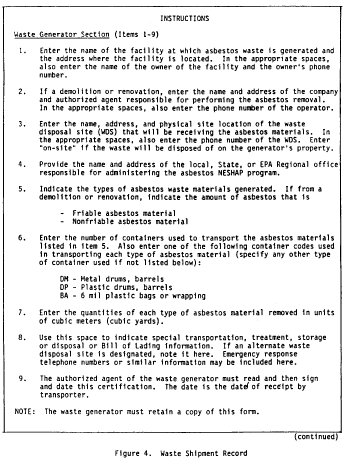 INSTRUCTIONS
Waste Generator Section (Items 1-9)
1. Enter the name of the facility at which asbestos waste is generated and
the address where the facility is located. In the appropriate spaces,
also enter the name of the owner of the facility and the owner's phone
number.
2. If a demolition or renovation, enter the name and address of the company
and authorized agent responsible for performing the asbestos removal.
In the appropriate spaces, also enter the phone number of the operator.
3. Enter the name, address, and physical site location of the waste
disposal site (WDS) that will be receiving the asbestos materials. In
the appropriate spaces, also enter the phone number of the WDS. Enter
"on-site" if the waste will be disposed of on the generator's property.
4. Provide the name and address of the local, State, or EPA Regional office
responsible for administering the asbestos NESHAP program.
5. Indicate the types of asbestos waste materials generated. If from a
demolition or renovation, indicate the amount of asbestos that is
- Friable asbestos material
- Nonfriable asbestos material
6. Enter the number of containers used to transport the asbestos materials
listed in item 5. Also enter one of the following container codes used
in transporting each type of asbestos material (specify any other type
of container used if not listed below):
DM - Metal drums, barrels
DP - Plastic drums, barrels
BA - 6 mil plastic bags or wrapping
7. Enter the quantities of each type of asbestos material removed in units
of cubic meters (cubic yards).
8. Use this space to indicate special transportation, treatment, storage
or disposal or Bill of Lading information. If an alternate waste
disposal site is designated, note it here. Emergency response
telephone numbers or similar information may be included here.
9. The authorized agent of the waste generator must read and then sign
and date this certification. The date is the date of receipt by
transporter.
NOTE: The waste generator must retain a copy of this form.
(continued)
Figure 4. Waste Shipment Record